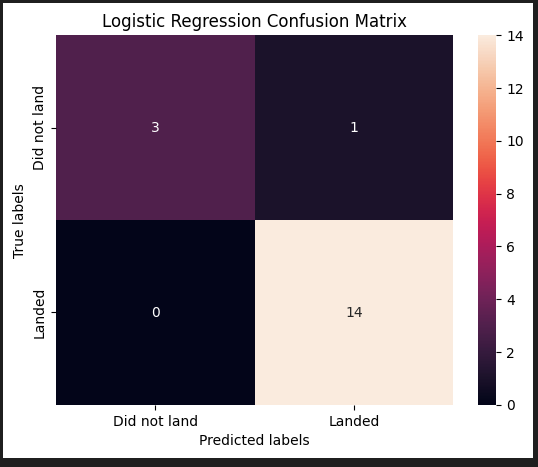 Logistic Regression Confusion Matrix
True labels
Did not land
Landed
3
1
0
14
Did not land
Landed
Predicted labels
14
12
10
8
6
4
2
0